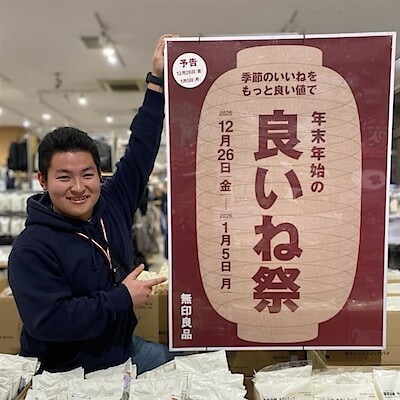 予告
12月26日 金
1月5日 月
季節のいいねを
もっと良い値で
年末年始の
良いね祭
2025
12月26日 金
2026
1月5日 月
無印良品